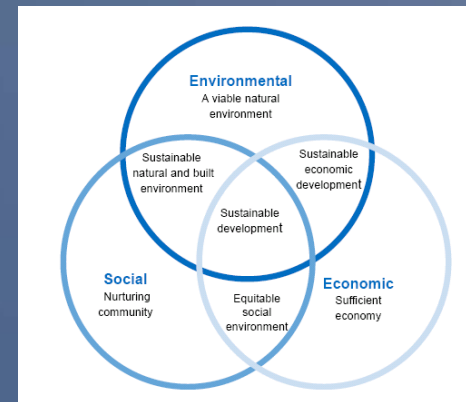 Environmental
A viable natural
environment
Sustainable
natural and built
environment
Sustainable
economic
development
Sustainable
development
Social
Nurturing
community
Equitable
social
environment
Economic
Sufficient
economy